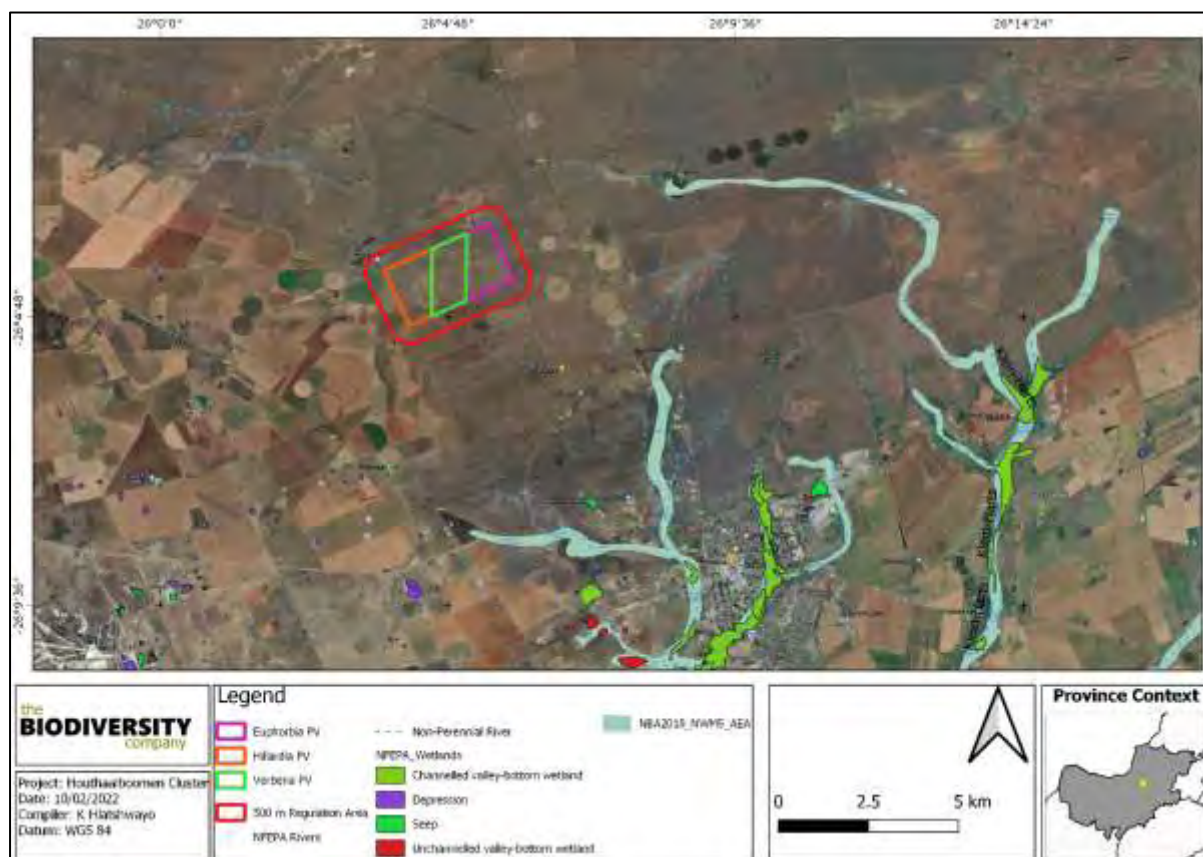 26°0'0"
26°4'48"
26°9'36"
26°14'24"
-26°4'48"
-26°9'36"
the
BIODIVERSITY
company
Project: Houthaalboomen Cluster
Date: 10/02/2022
Compiler: K Hlatshwayo
Datum: WGS 84
Legend
Euphorbia PV
Hillardia PV
Verbena PV
500 m Regulation Area
NFEPA Rivers
Non-Perennial River
NFEPA_Wetlands
Channelled valley-bottom wetland
Depression
Seep
Unchannelled valley-bottom wetland
NBA2018_NWM5_AEA
0
2.5
5 km
Province Context